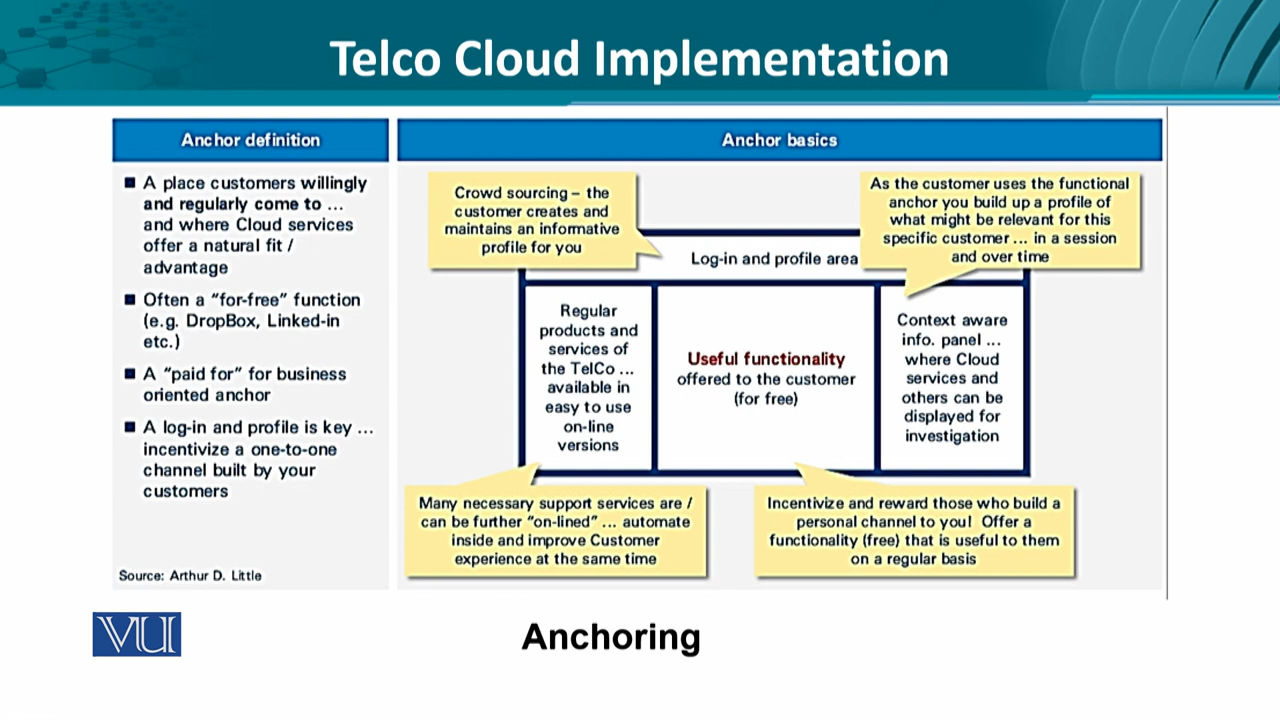 Telco Cloud Implementation
Anchor definition
■ A place customers willingly
and regularly come to ...
and where Cloud services
offer a natural fit /
advantage
■ Often a “for-free” function
(e.g. DropBox, Linked-in
etc.)
■ A “paid for” for business
oriented anchor
■ A log-in and profile is key ...
incentivize a one-to-one
channel built by your
customers
Source: Arthur D. Little
Anchor basics
Crowd sourcing – the
customer creates and
maintains an informative
profile for you
As the customer uses the functional
anchor you build up a profile of
what might be relevant for this
specific customer ... in a session
and over time
Log-in and profile area
Regular
products and
services of
the TelCo ...
available in
easy to use
on-line
versions
Useful functionality
offered to the customer
(for free)
Context aware
info. panel ...
where Cloud
services and
others can be
displayed for
investigation
Many necessary support services are /
can be further “on-lined” ... automate
inside and improve Customer
experience at the same time
Incentivize and reward those who build a
personal channel to you! Offer a
functionality (free) that is useful to them
on a regular basis
VU
Anchoring